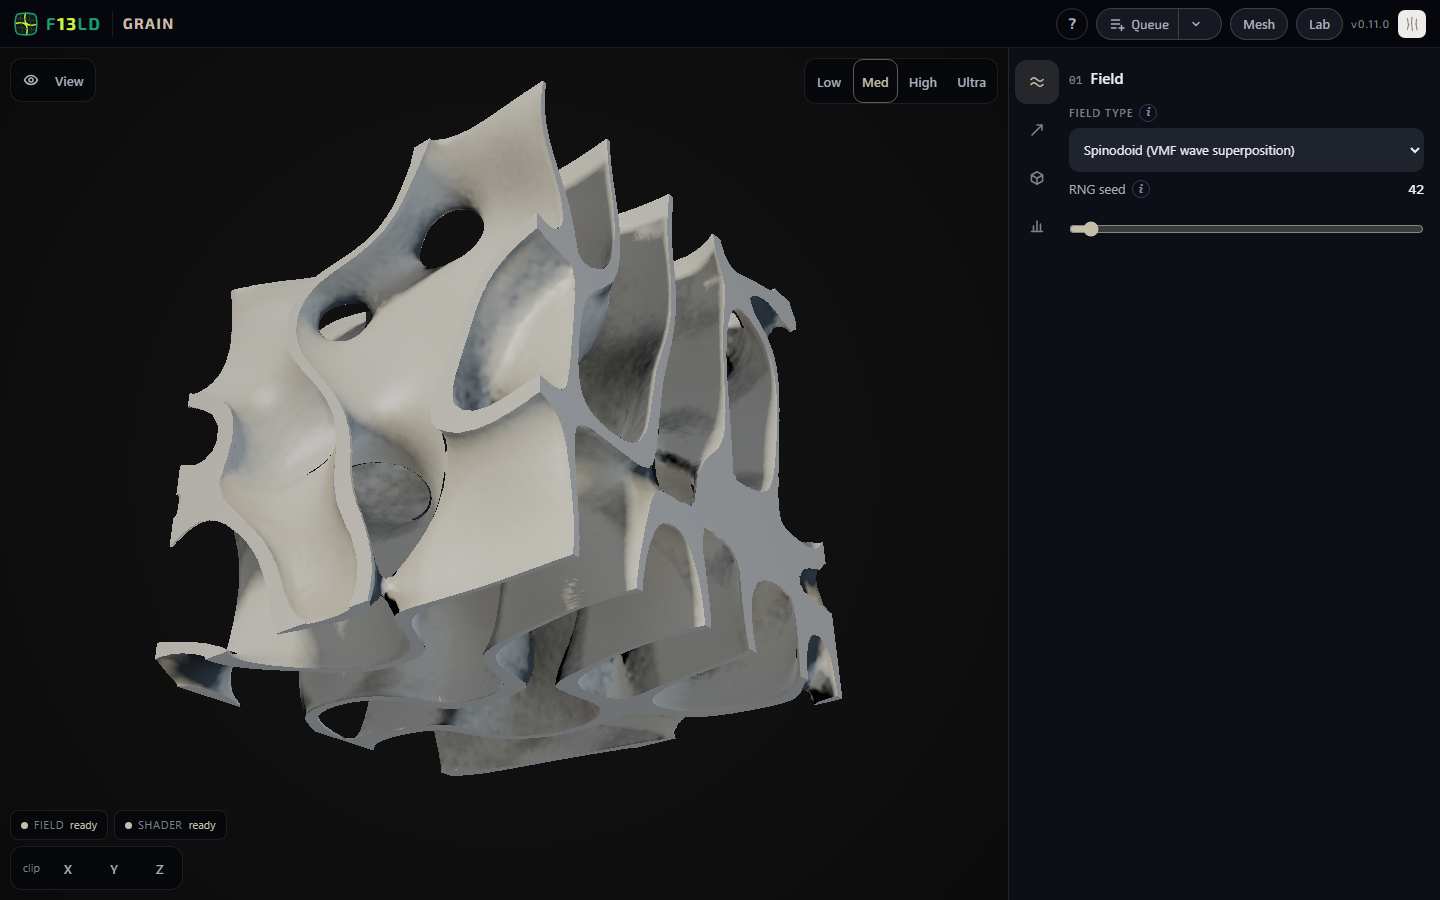 F13LD GRAIN
? Queue Mesh Lab v0.11.0
View
Low Med High Ultra
01 Field
FIELD TYPE i
Spinodoid (VMF wave superposition)
RNG seed i 42
FIELD ready SHADER ready
clip X Y Z